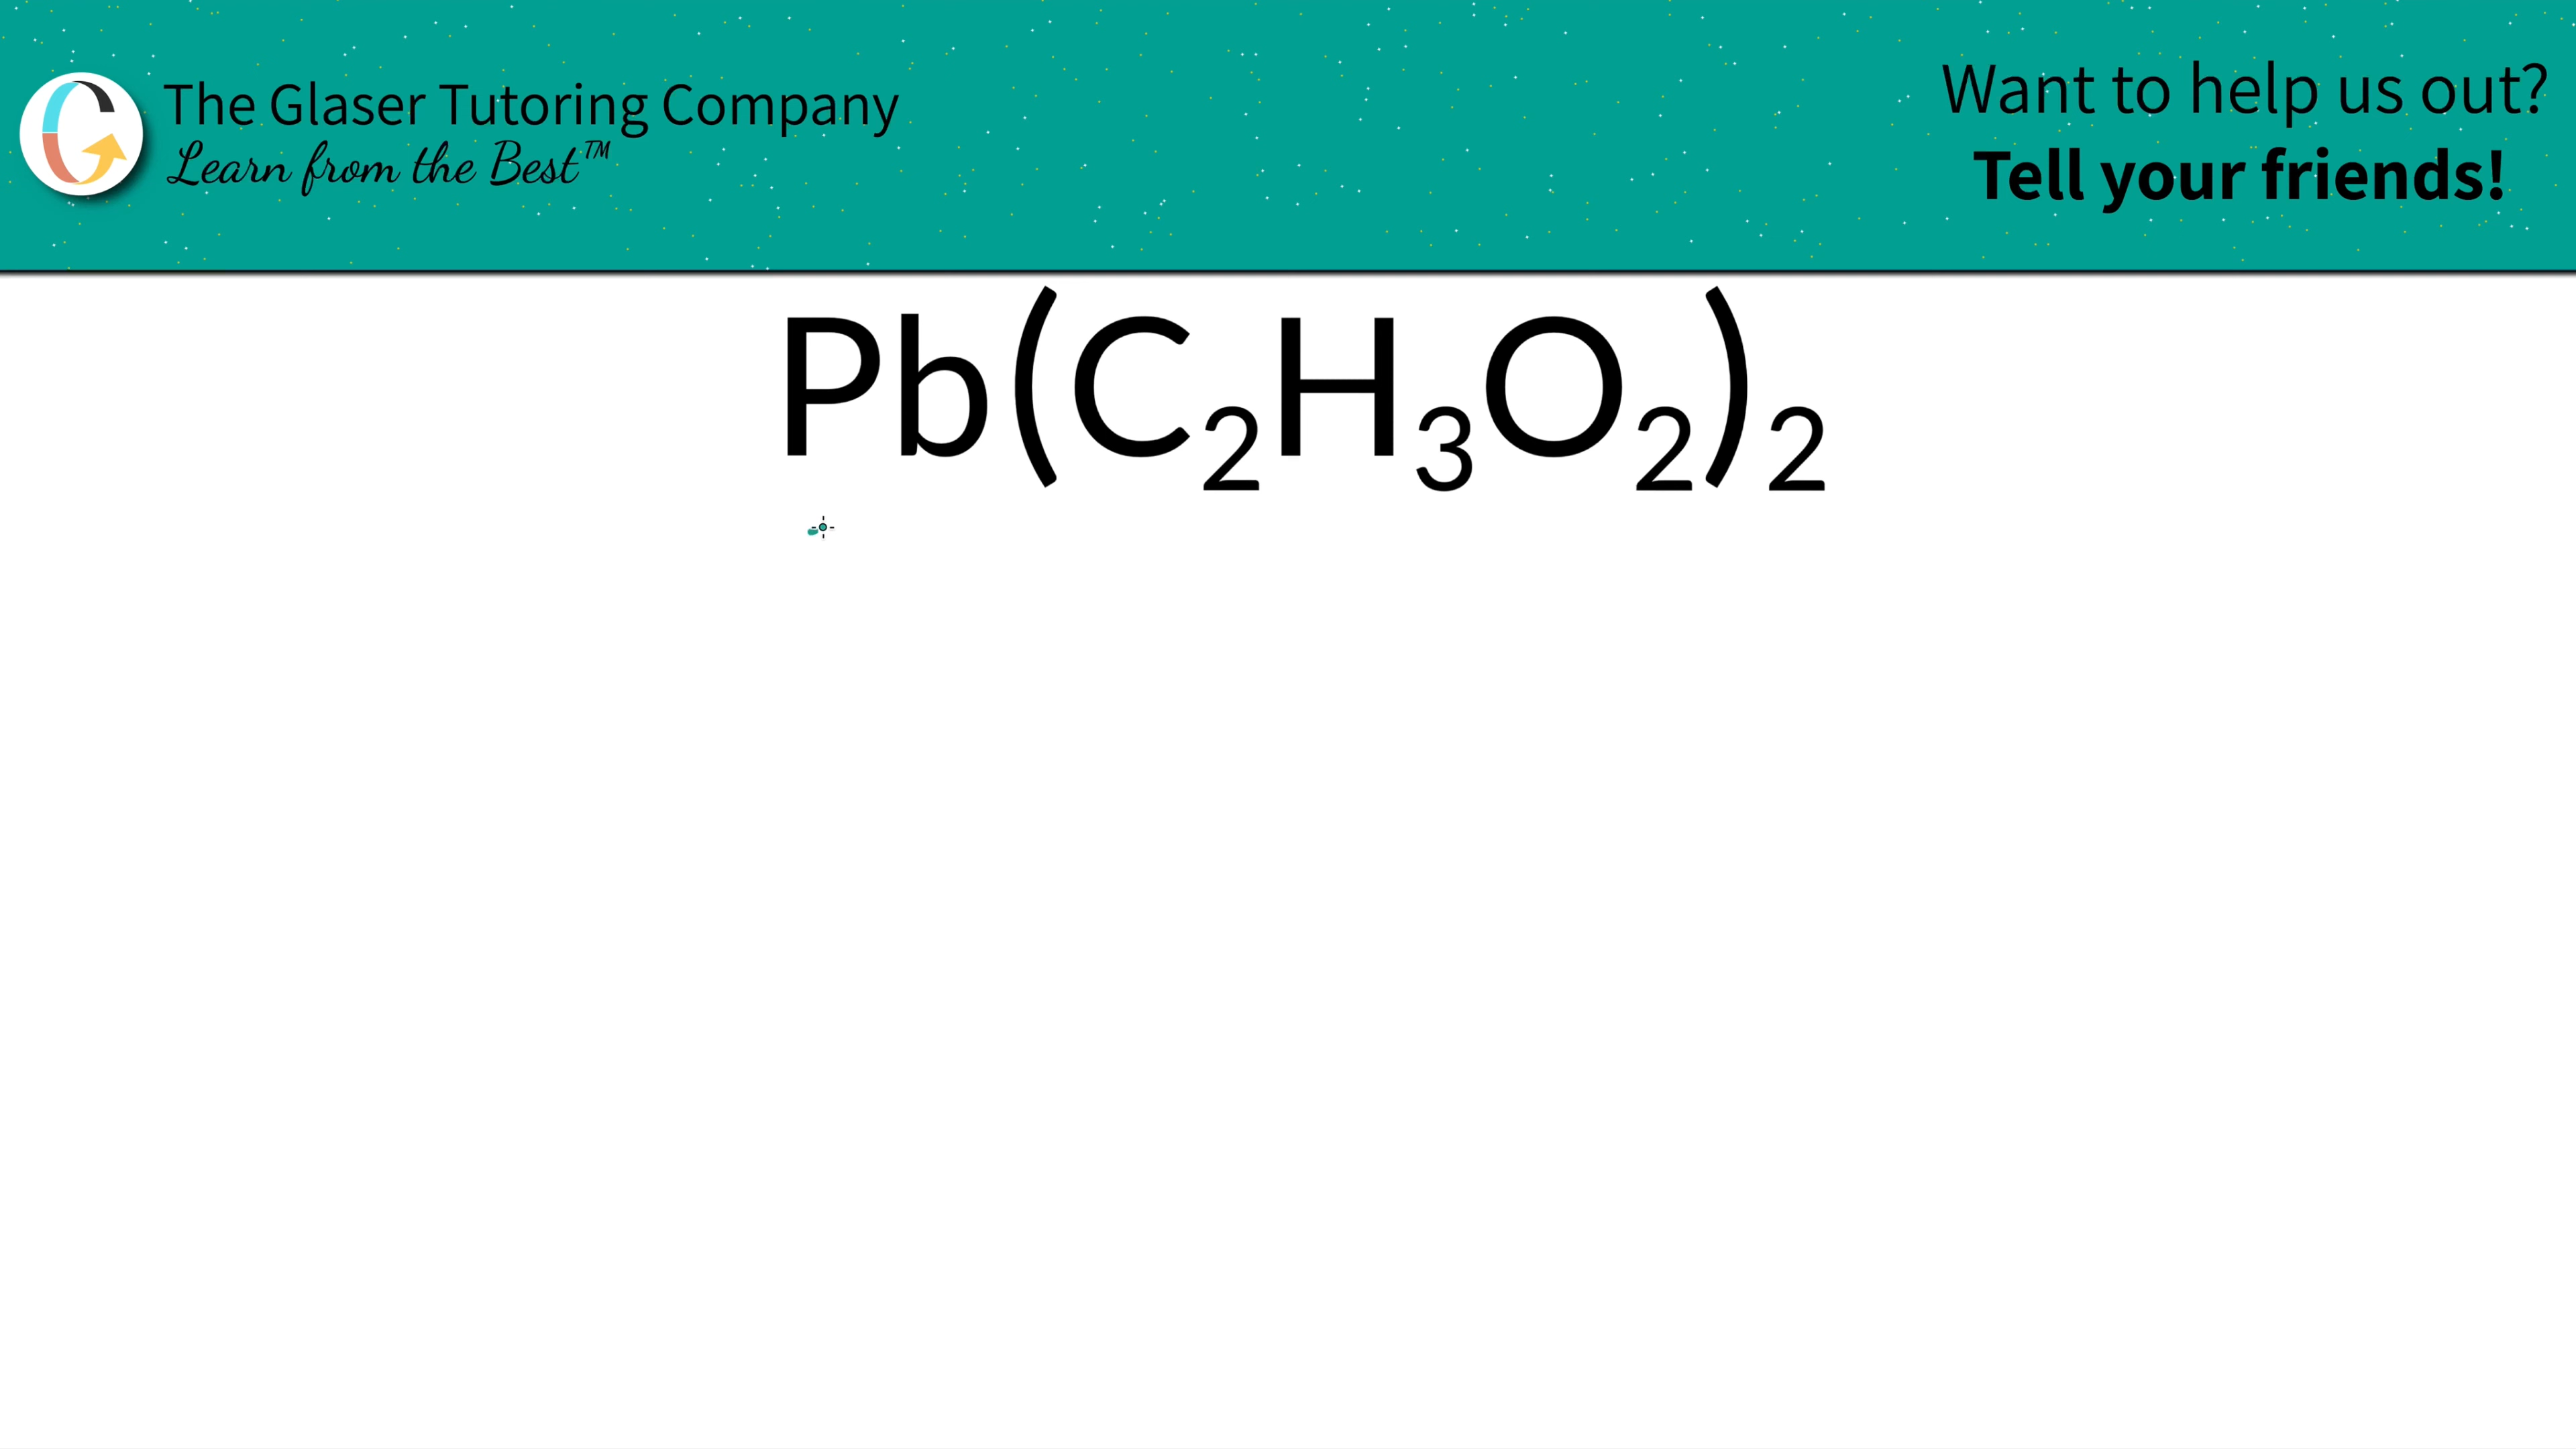 The Glaser Tutoring Company
Learn from the Best™
Want to help us out?
Tell your friends!
Pb(C₂H₃O₂)₂